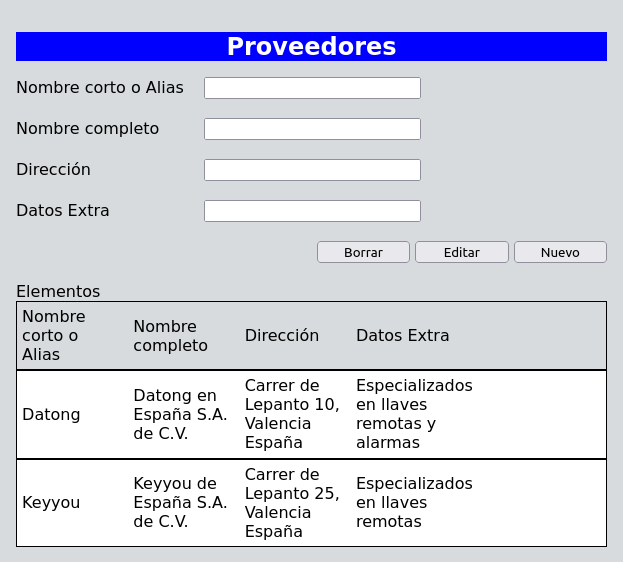 Proveedores
Nombre corto o Alias
Nombre completo
Dirección
Datos Extra
Borrar Editar Nuevo
Elementos
Nombre corto o Alias Nombre completo Dirección Datos Extra
Datong Datong en España S.A. de C.V. Carrer de Lepanto 10, Valencia España Especializados en llaves remotas y alarmas
Keyyou Keyyou de España S.A. de C.V. Carrer de Lepanto 25, Valencia España Especializados en llaves remotas